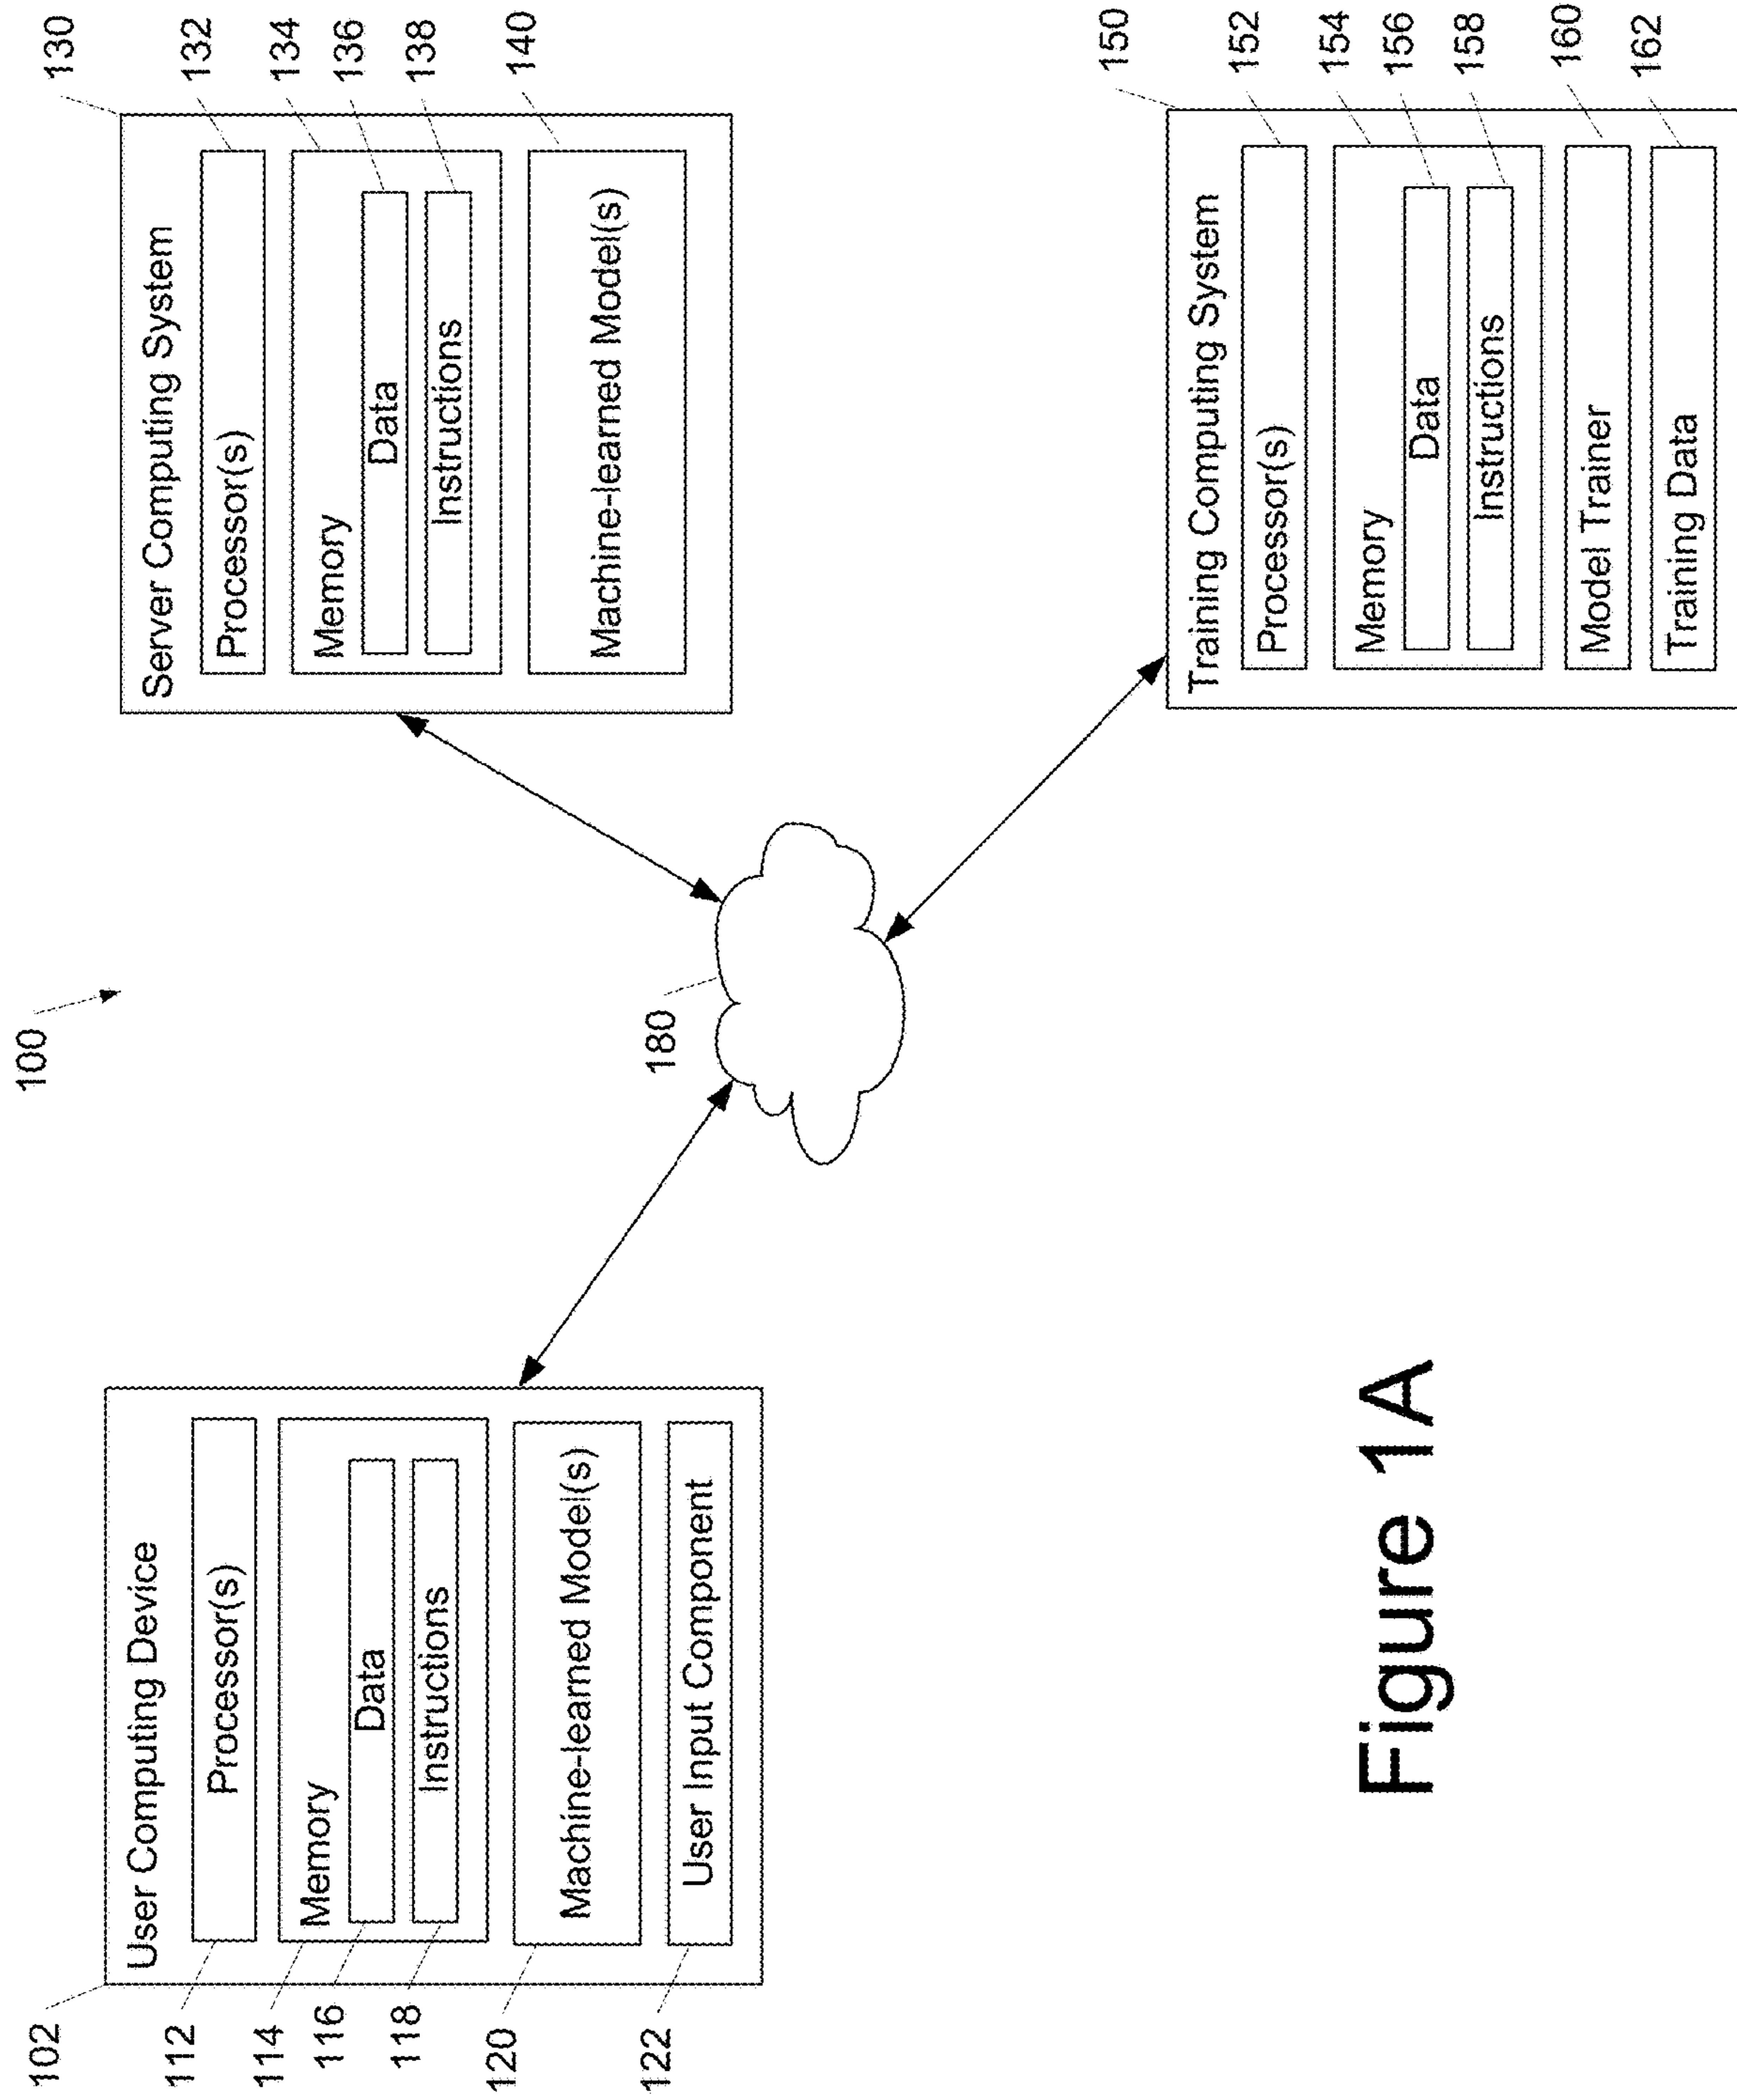 100
102
User Computing Device
112
Processor(s)
114
Memory
116
Data
118
Instructions
120
Machine-learned Model(s)
122
User Input Component
180
130
Server Computing System
132
Processor(s)
134
Memory
136
Data
138
Instructions
140
Machine-learned Model(s)
150
Training Computing System
152
Processor(s)
154
Memory
156
Data
158
Instructions
160
Model Trainer
162
Training Data
Figure 1A